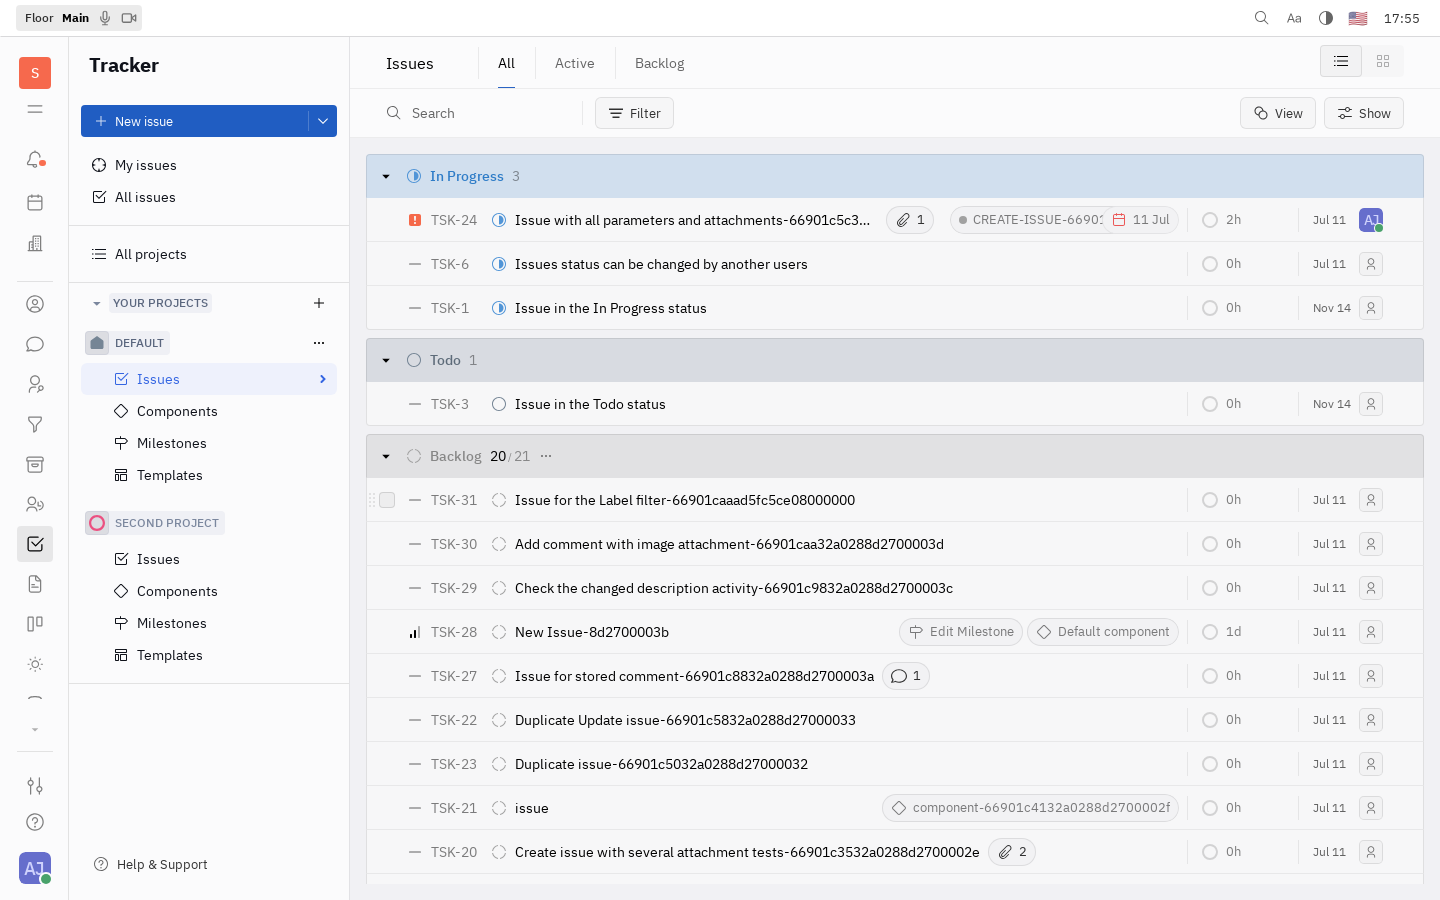 Floor Main
Aa
17:55
S
Tracker
New issue
My issues
All issues
All projects
YOUR PROJECTS
DEFAULT
Issues
Components
Milestones
Templates
SECOND PROJECT
Issues
Components
Milestones
Templates
Help & Support
AJ
Issues
All
Active
Backlog
Search
Filter
View
Show
In Progress 3
TSK-24 Issue with all parameters and attachments-66901c5c3... 1 CREATE-ISSUE-66901 11 Jul 2h Jul 11 AJ
TSK-6 Issues status can be changed by another users 0h Jul 11
TSK-1 Issue in the In Progress status 0h Nov 14
Todo 1
TSK-3 Issue in the Todo status 0h Nov 14
Backlog 20/21 ...
TSK-31 Issue for the Label filter-66901caaad5fc5ce08000000 0h Jul 11
TSK-30 Add comment with image attachment-66901caa32a0288d2700003d 0h Jul 11
TSK-29 Check the changed description activity-66901c9832a0288d2700003c 0h Jul 11
TSK-28 New Issue-8d2700003b Edit Milestone Default component 1d Jul 11
TSK-27 Issue for stored comment-66901c8832a0288d2700003a 1 0h Jul 11
TSK-22 Duplicate Update issue-66901c5832a0288d27000033 0h Jul 11
TSK-23 Duplicate issue-66901c5032a0288d27000032 0h Jul 11
TSK-21 issue component-66901c4132a0288d2700002f 0h Jul 11
TSK-20 Create issue with several attachment tests-66901c3532a0288d2700002e 2 0h Jul 11